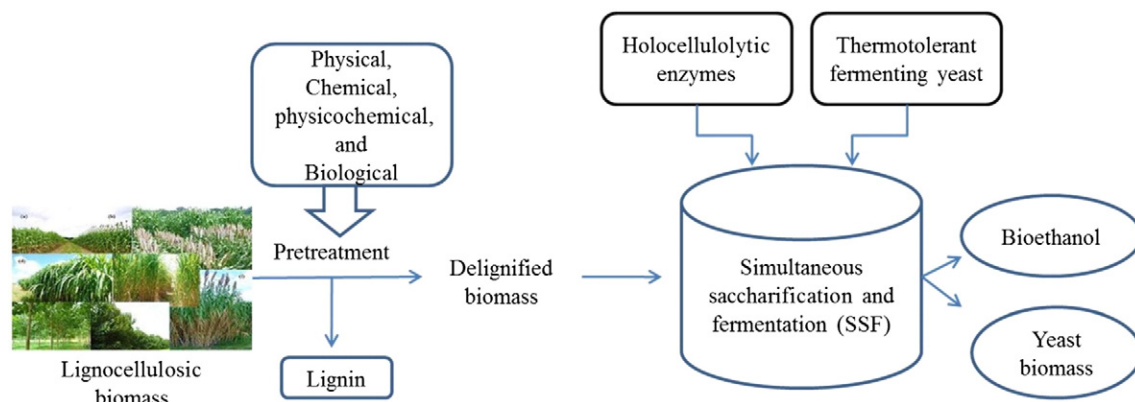 Physical,
Chemical,
physicochemical,
and
Biological
Pretreatment
Lignocellulosic
biomass
Lignin
Delignified
biomass
Holocellulolytic
enzymes
Thermotolerant
fermenting yeast
Simultaneous
saccharification and
fermentation (SSF)
Bioethanol
Yeast
biomass